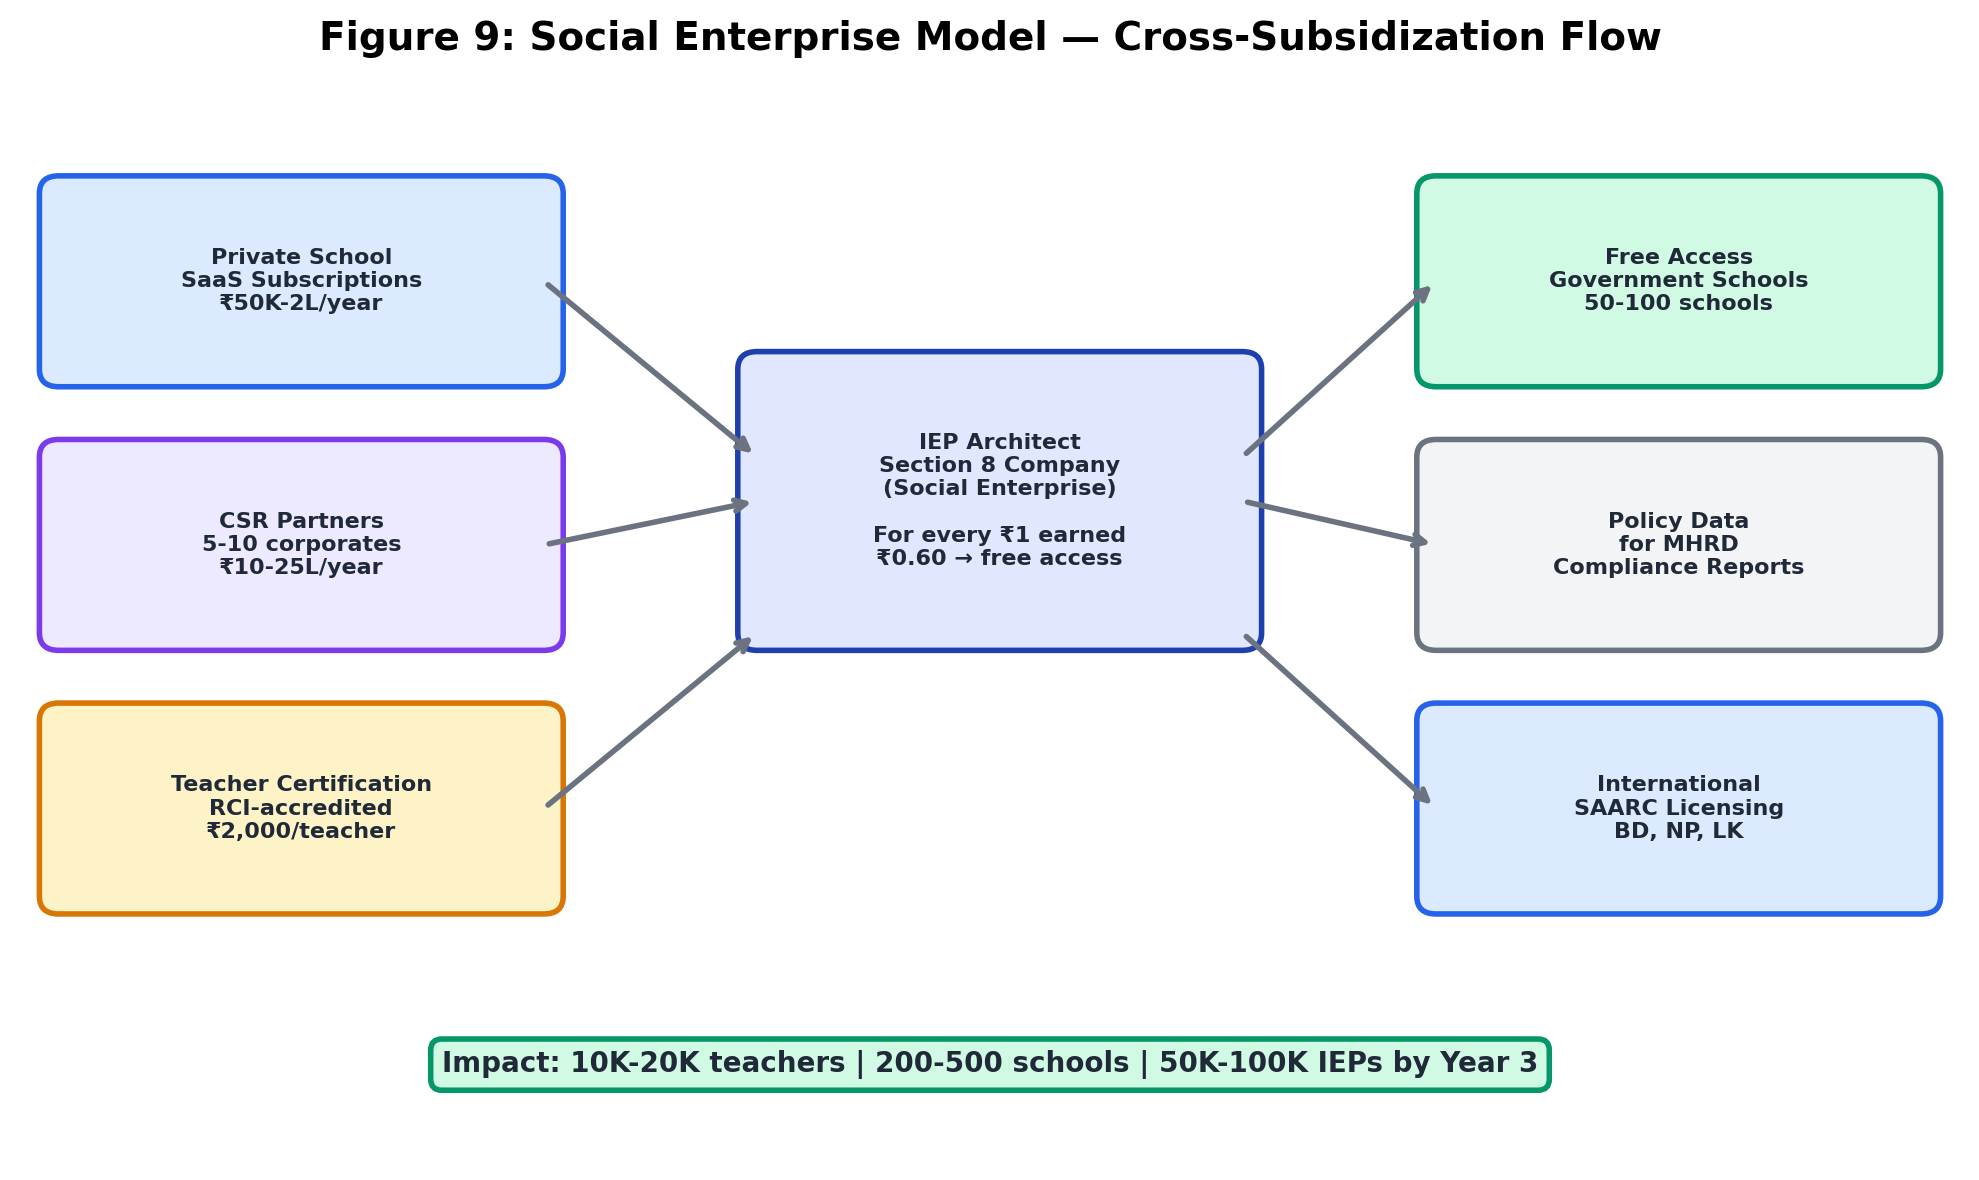 Figure 9: Social Enterprise Model — Cross-Subsidization Flow
Private School
SaaS Subscriptions
₹50K-2L/year
CSR Partners
5-10 corporates
₹10-25L/year
Teacher Certification
RCI-accredited
₹2,000/teacher
IEP Architect
Section 8 Company
(Social Enterprise)
For every ₹1 earned
₹0.60 → free access
Free Access
Government Schools
50-100 schools
Policy Data
for MHRD
Compliance Reports
International
SAARC Licensing
BD, NP, LK
Impact: 10K-20K teachers | 200-500 schools | 50K-100K IEPs by Year 3